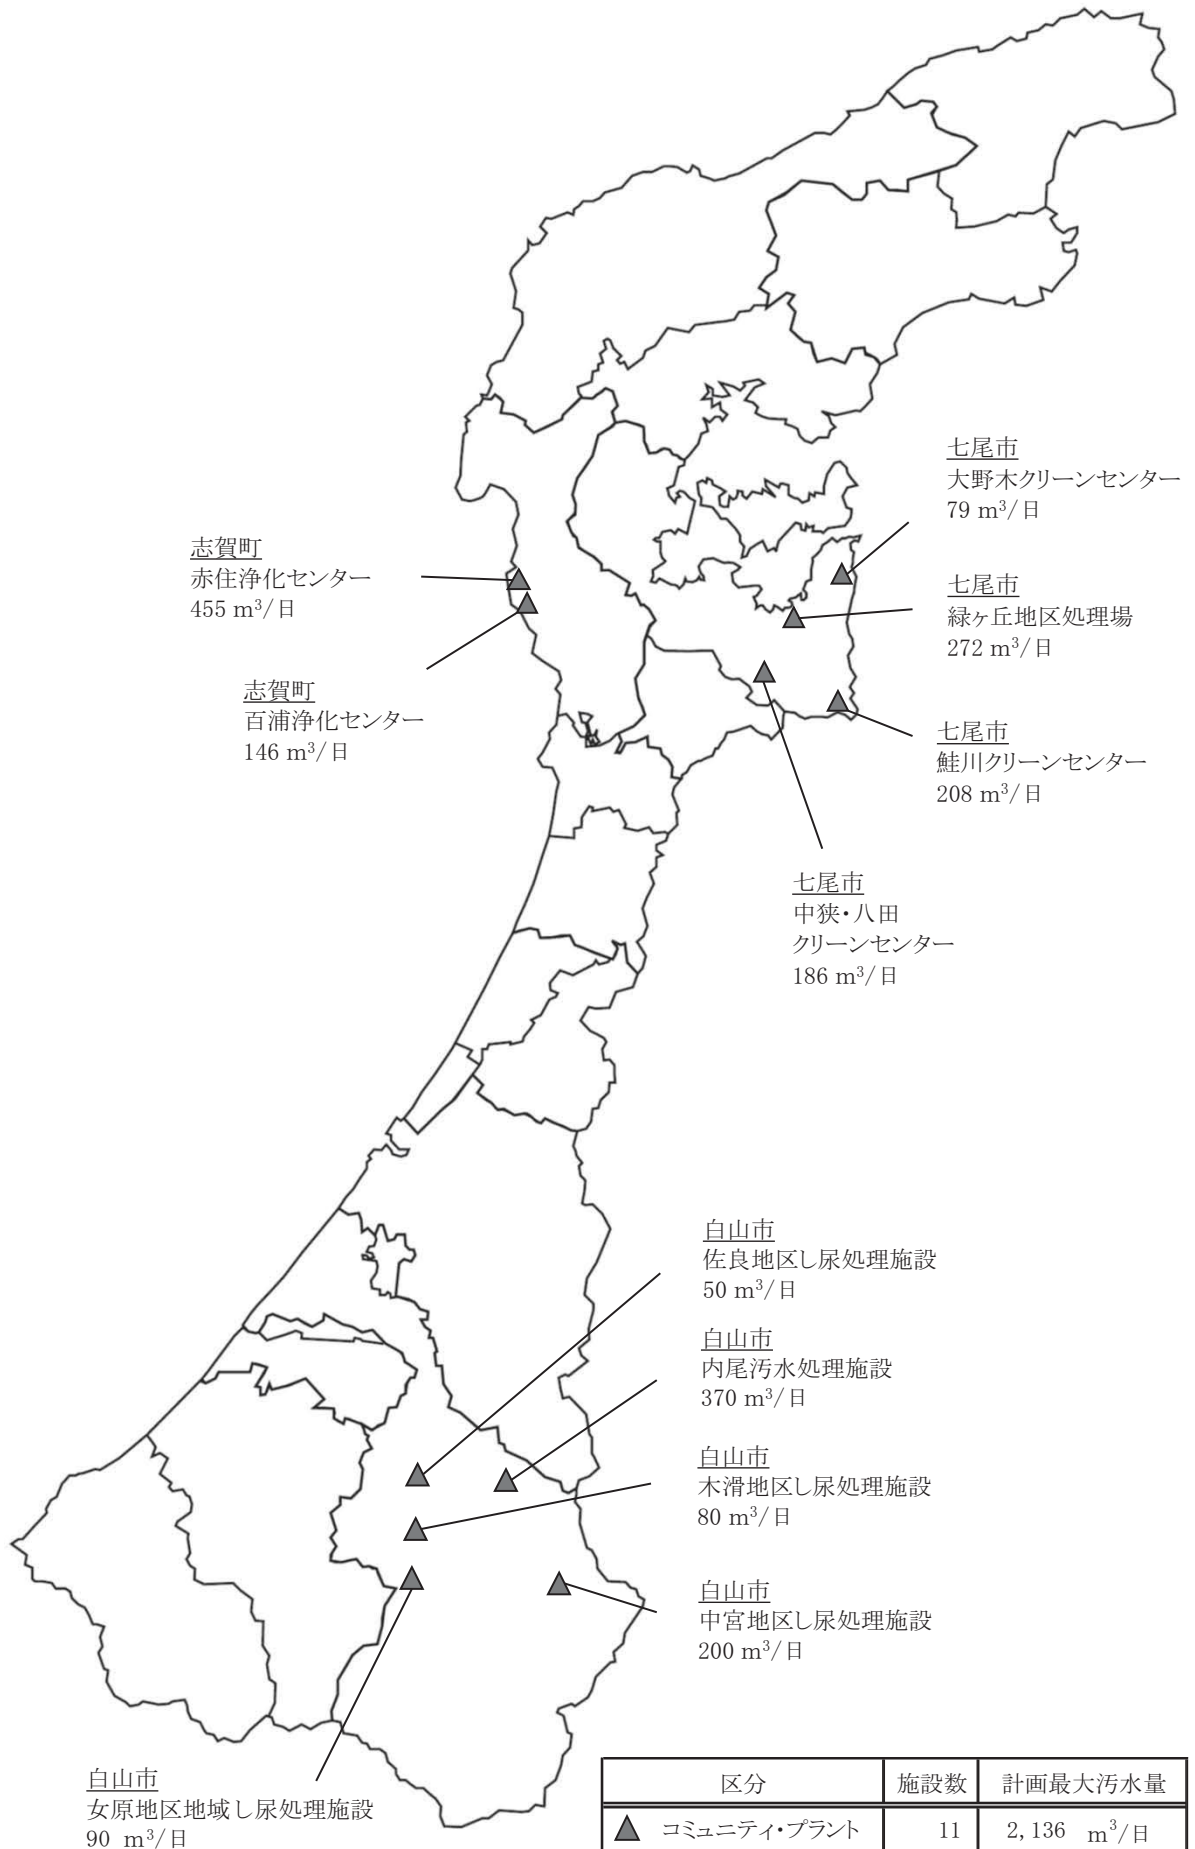 七尾市
大野木クリーンセンター
79 m³/日
志賀町
赤住浄化センター
455 m³/日
七尾市
緑ヶ丘地区処理場
272 m³/日
志賀町
百浦浄化センター
146 m³/日
七尾市
鮭川クリーンセンター
208 m³/日
七尾市
中狭・八田
クリーンセンター
186 m³/日
白山市
佐良地区し尿処理施設
50 m³/日
白山市
内尾汚水処理施設
370 m³/日
白山市
木滑地区し尿処理施設
80 m³/日
白山市
中宮地区し尿処理施設
200 m³/日
白山市
女原地区地域し尿処理施設
90 m³/日
区分 施設数 計画最大汚水量
▲ コミュニティ・プラント 11 2,136 m³/日